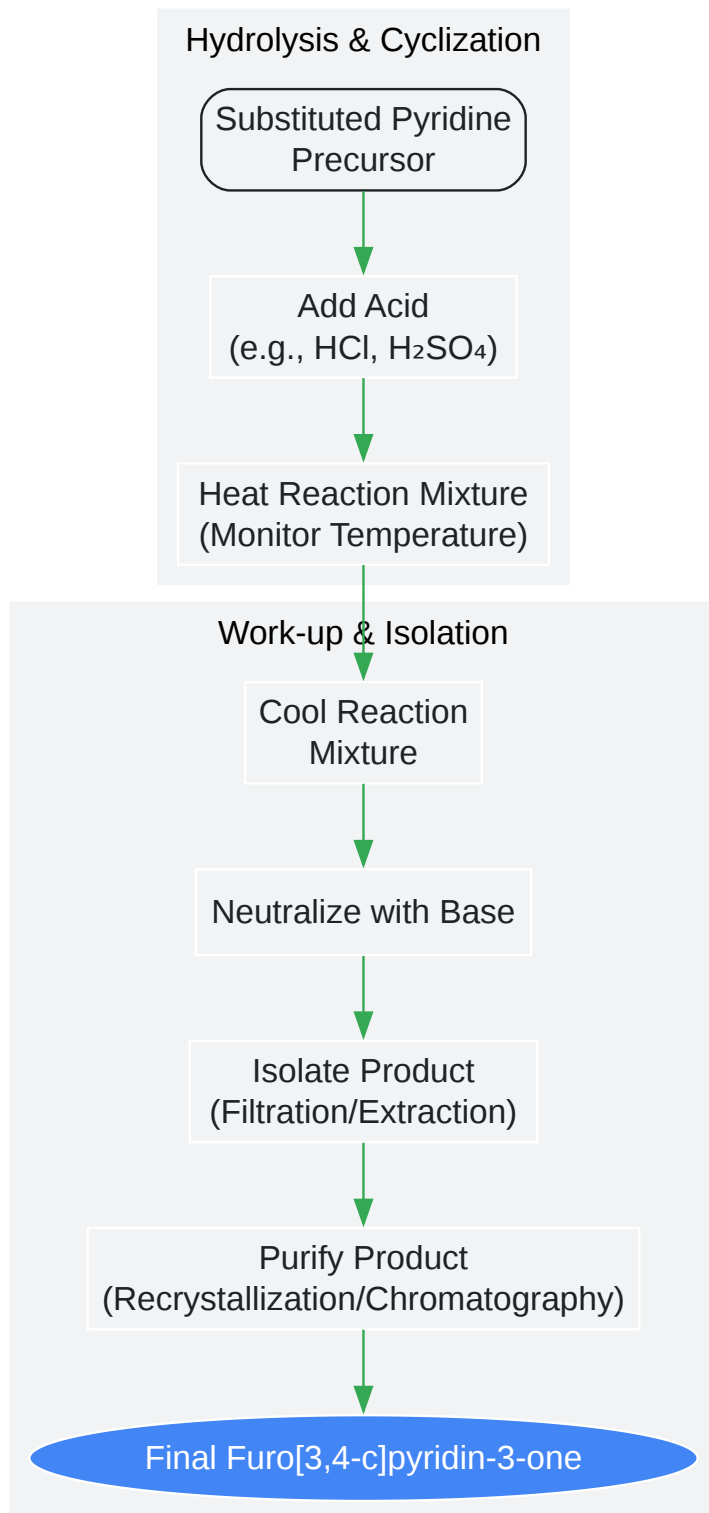 Hydrolysis & Cyclization
Substituted Pyridine
Precursor
Add Acid
(e.g., HCl, H₂SO₄)
Heat Reaction Mixture
(Monitor Temperature)
Work-up & Isolation
Cool Reaction
Mixture
Neutralize with Base
Isolate Product
(Filtration/Extraction)
Purify Product
(Recrystallization/Chromatography)
Final Furo[3,4-c]pyridin-3-one